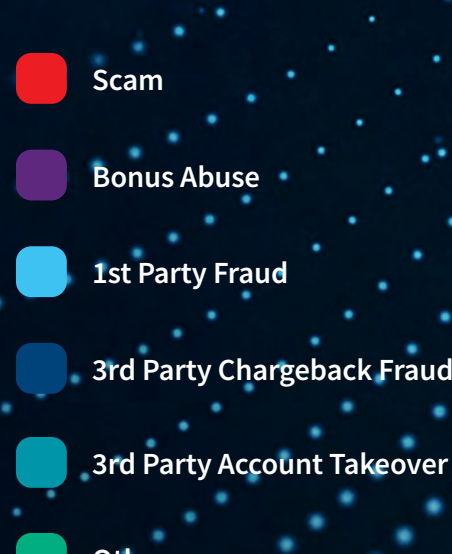 Scam
Bonus Abuse
1st Party Fraud
3rd Party Chargeback Fraud
3rd Party Account Takeover